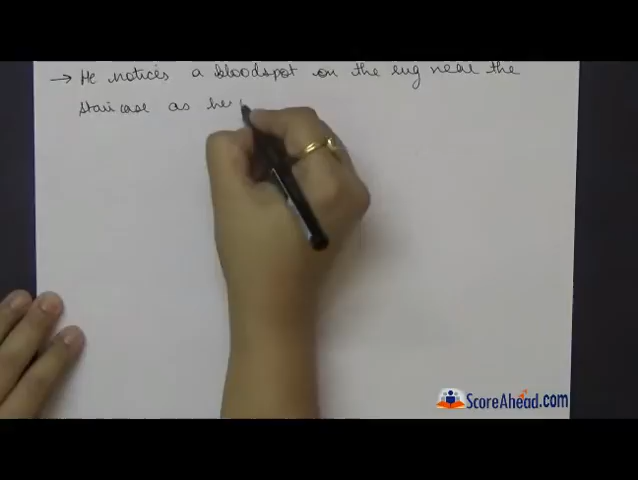 → He notices a bloodspot on the rug near the
staircase as he
ScoreAhead.com